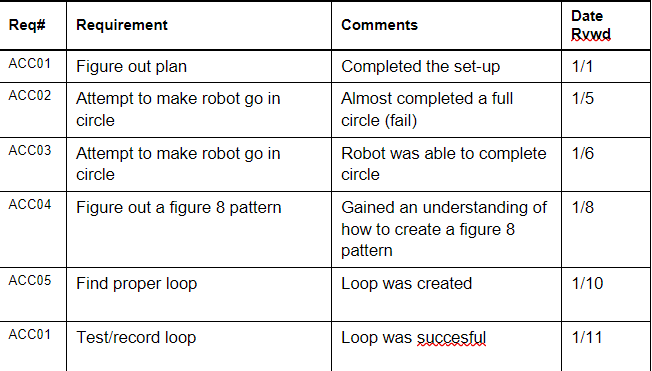 Req# Requirement Comments Date
Rvwd
ACC01 Figure out plan Completed the set-up 1/1
ACC02 Attempt to make robot go in Almost completed a full 1/5
circle circle (fail)
ACC03 Attempt to make robot go in Robot was able to complete 1/6
circle circle
ACC04 Figure out a figure 8 pattern Gained an understanding of 1/8
how to create a figure 8
pattern
ACC05 Find proper loop Loop was created 1/10
ACC01 Test/record loop Loop was succesful 1/11